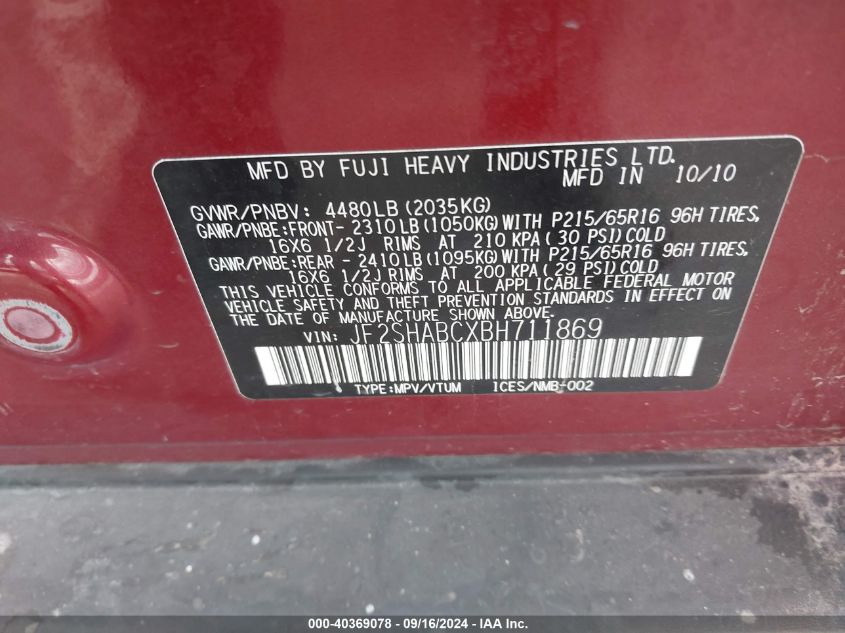 MFD BY FUJI HEAVY INDUSTRIES LTD.
MFD IN 10/10
GVWR/PNBV: 4480LB(2035KG)
GAWR/PNBE:FRONT- 2310LB(1050KG)WITH P215/65R16 96H TIRES,
16X6 1/2J RIMS AT 210 KPA(30 PSI)COLD
GAWR/PNBE:REAR - 2410LB(1095KG)WITH P215/65R16 96H TIRES,
16X6 1/2J RIMS AT 200 KPA(29 PSI)COLD
THIS VEHICLE CONFORMS TO ALL APPLICABLE FEDERAL MOTOR
VEHICLE SAFETY AND THEFT PREVENTION STANDARDS IN EFFECT ON
THE DATE OF MANUFACTURE SHOWN ABOVE.
VIN: JF2SHABCXBH711869
TYPE:MPV/VTUM ICES/NMB-002
000-40369078 - 09/16/2024 - IAA Inc.